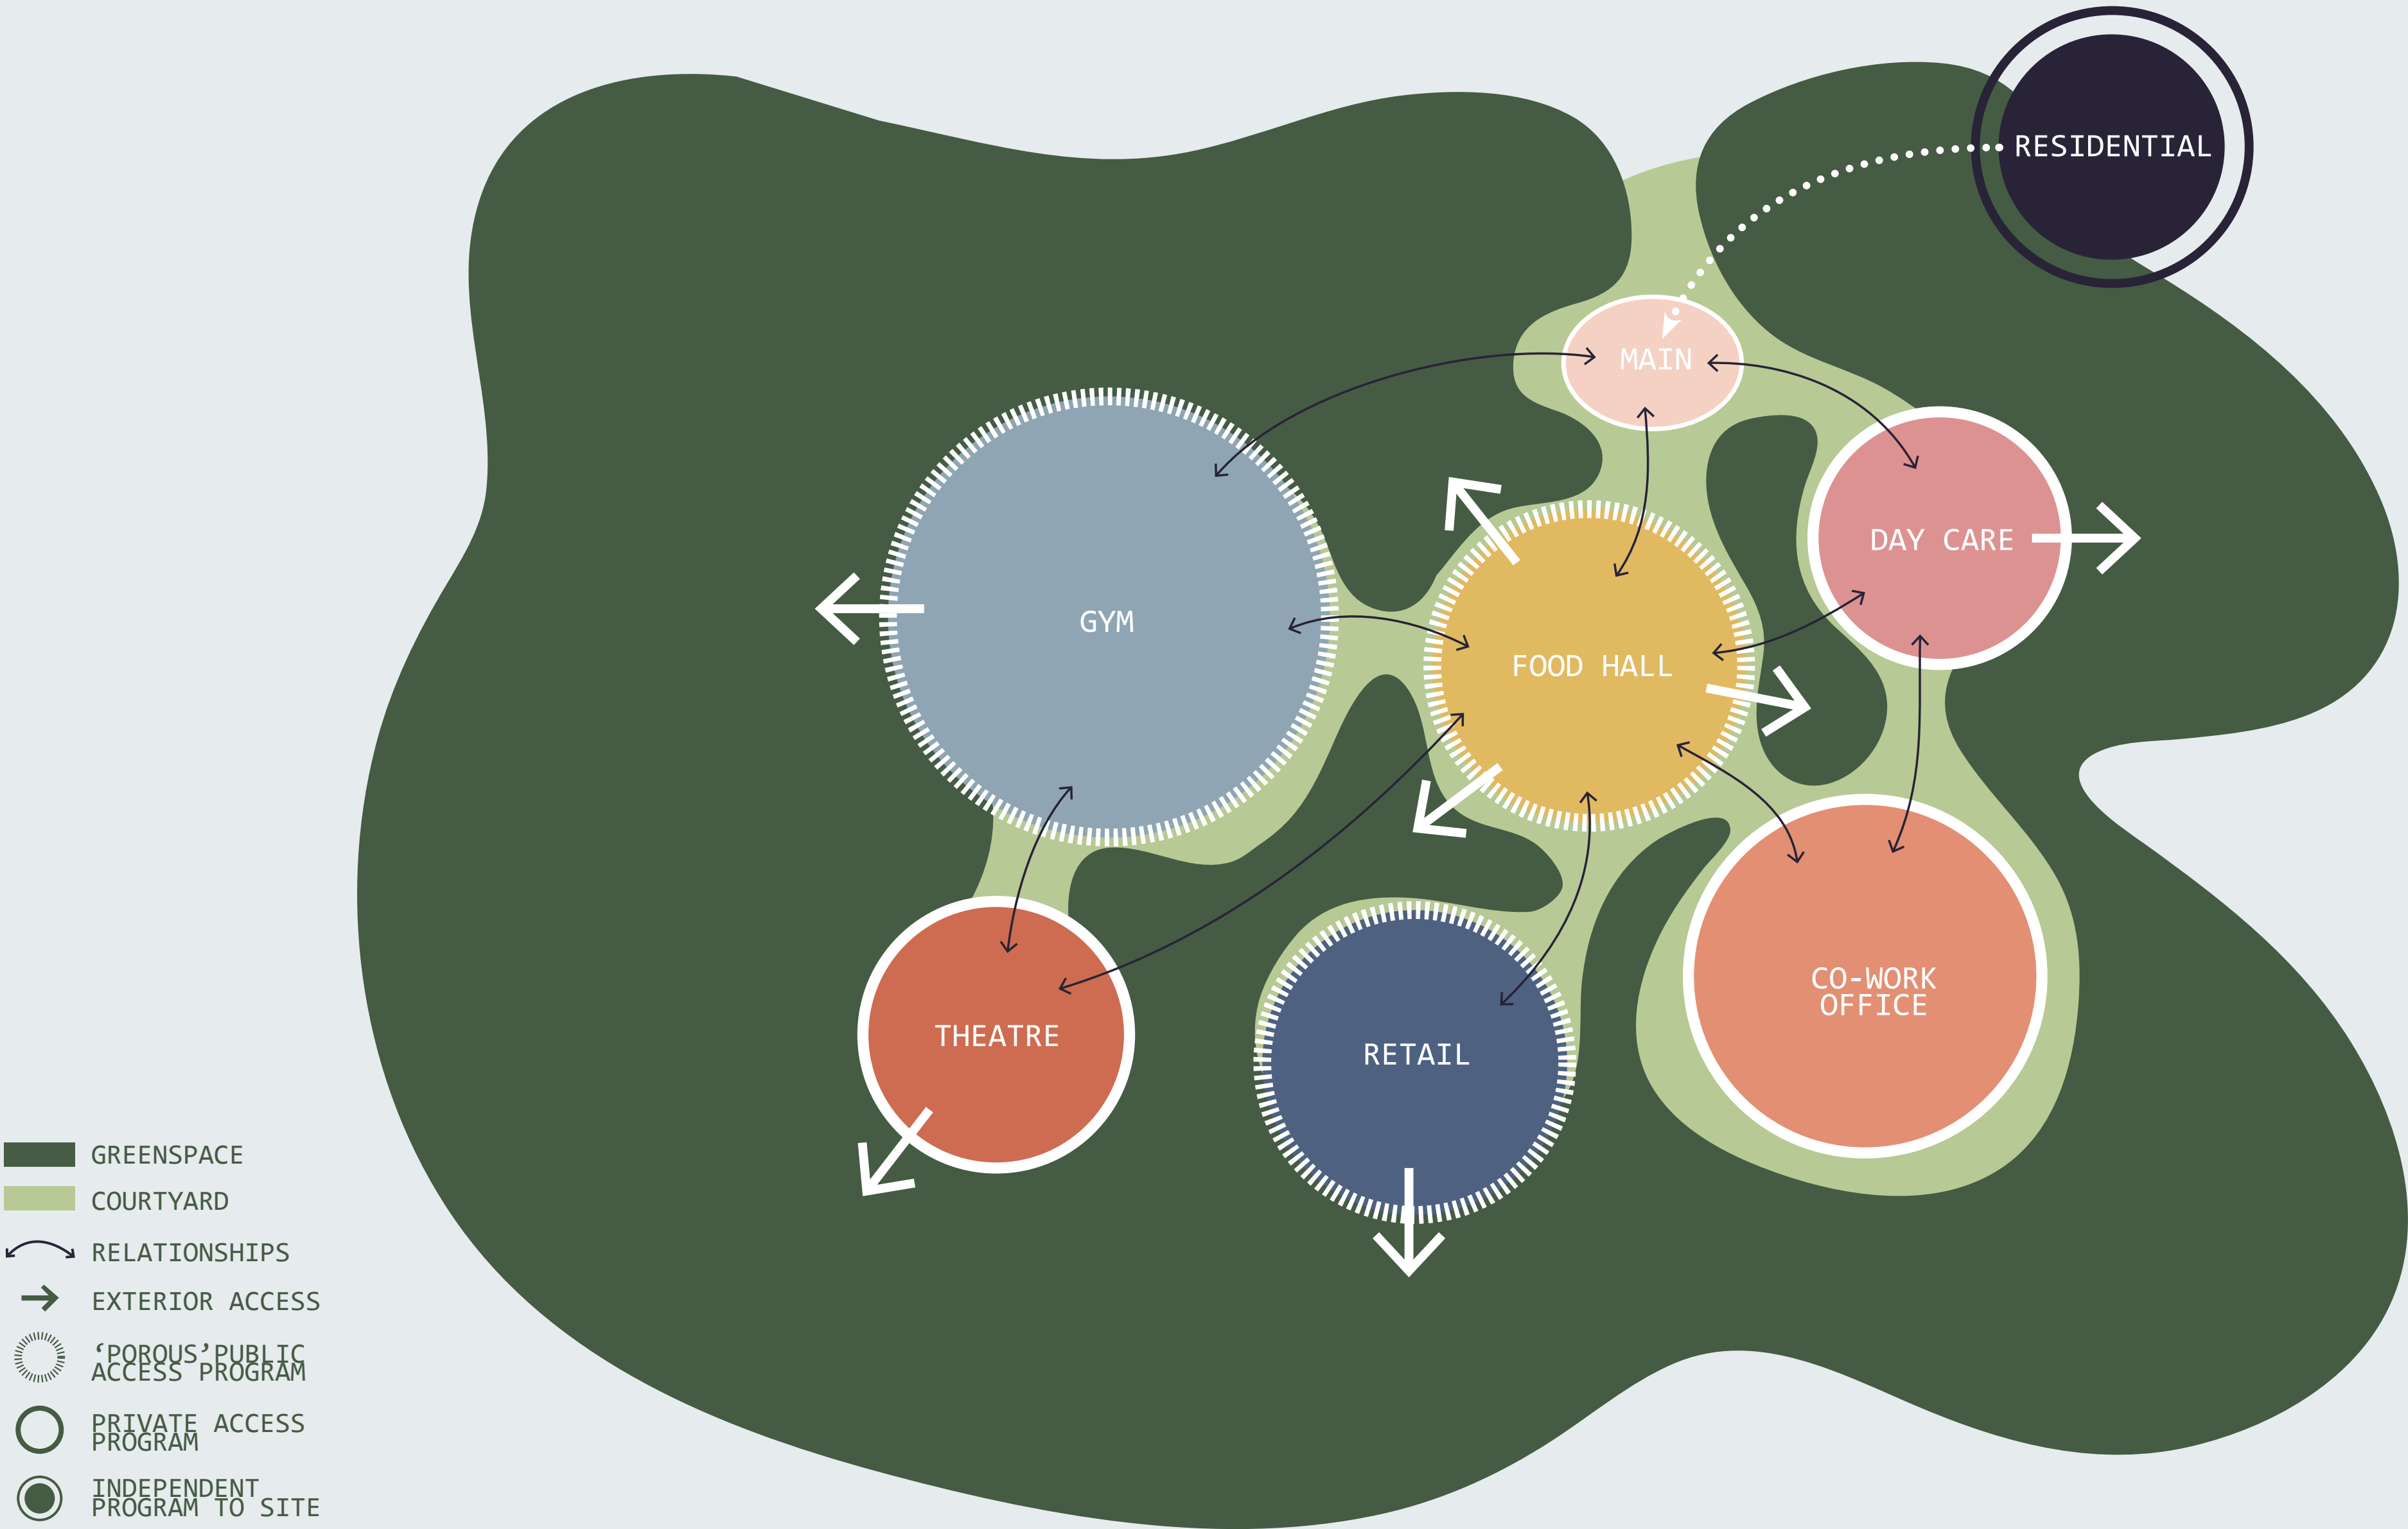 RESIDENTIAL
MAIN
DAY CARE
GYM
FOOD HALL
CO-WORK
OFFICE
THEATRE
RETAIL
GREENSPACE
COURTYARD
RELATIONSHIPS
EXTERIOR ACCESS
‘POROUS’PUBLIC
ACCESS PROGRAM
PRIVATE ACCESS
PROGRAM
INDEPENDENT
PROGRAM TO SITE